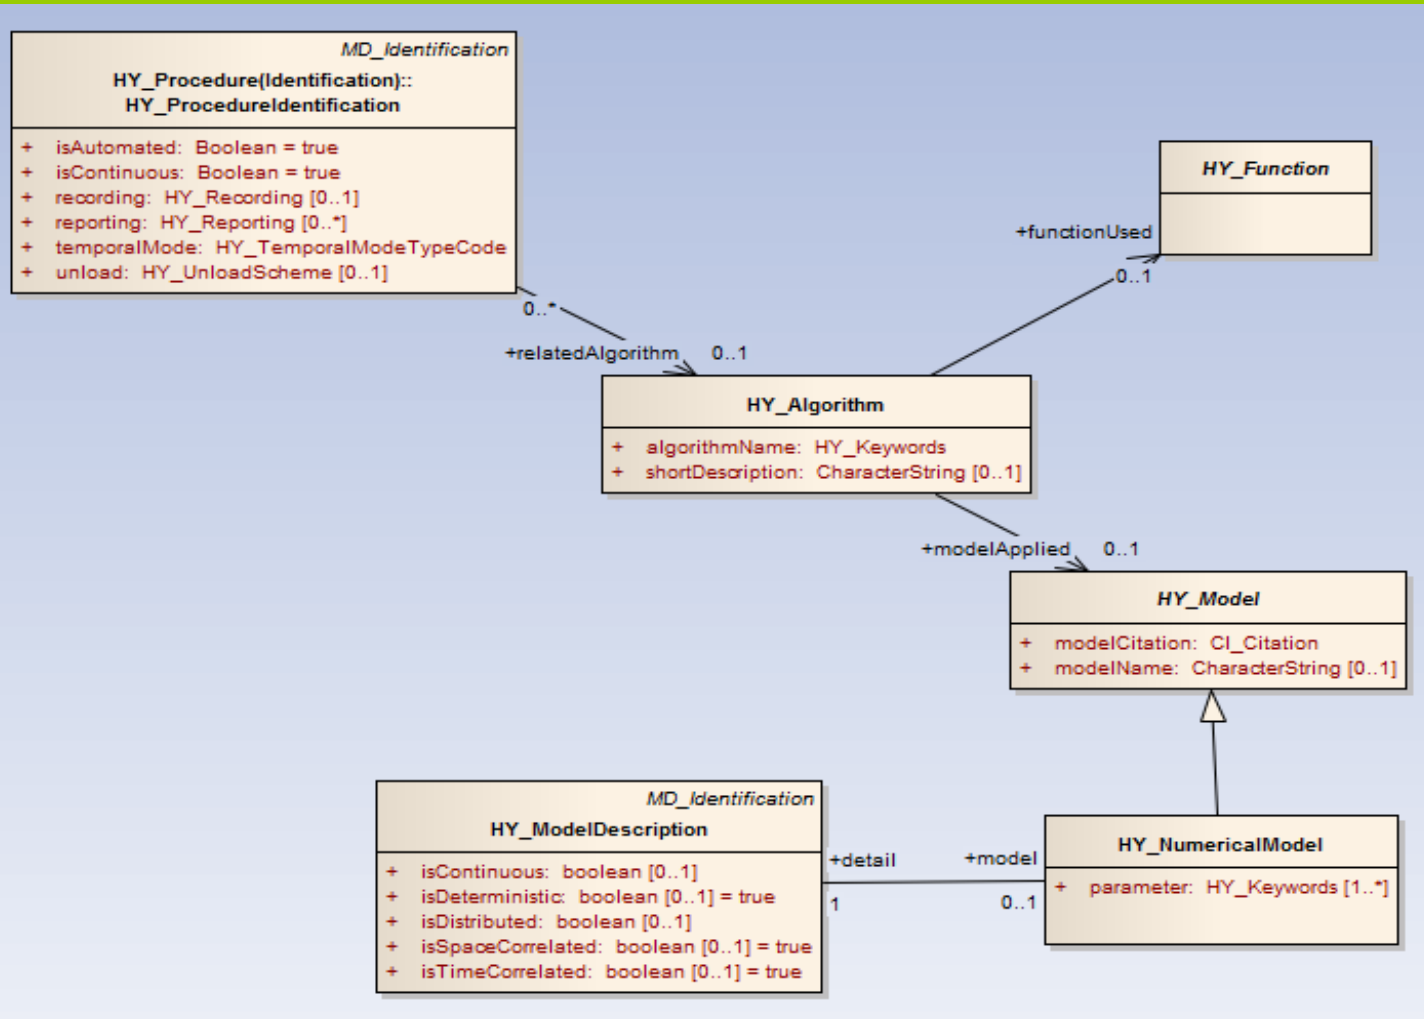 MD_Identification
HY_Procedure(Identification)::
HY_ProcedureIdentification
+ isAutomated: Boolean = true
+ isContinuous: Boolean = true
+ recording: HY_Recording [0..1]
+ reporting: HY_Reporting [0..*]
+ temporalMode: HY_TemporalModeTypeCode
+ unload: HY_UnloadScheme [0..1]
HY_Function
+functionUsed
0..1
0..*
+relatedAlgorithm 0..1
HY_Algorithm
+ algorithmName: HY_Keywords
+ shortDescription: CharacterString [0..1]
+modelApplied 0..1
HY_Model
+ modelCitation: CI_Citation
+ modelName: CharacterString [0..1]
MD_Identification
HY_ModelDescription
+ isContinuous: boolean [0..1]
+ isDeterministic: boolean [0..1] = true
+ isDistributed: boolean [0..1]
+ isSpaceCorrelated: boolean [0..1] = true
+ isTimeCorrelated: boolean [0..1] = true
+detail +model
1 0..1
HY_NumericalModel
+ parameter: HY_Keywords [1..*]